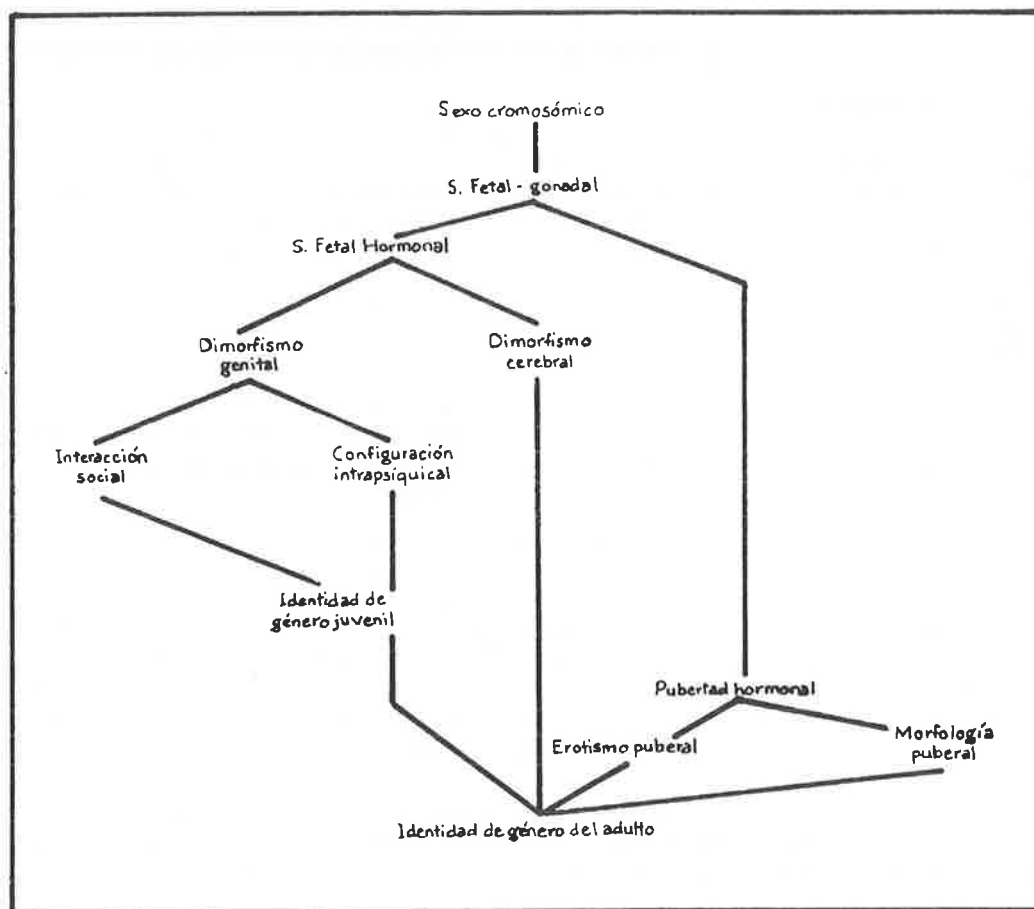 Sexo cromosómico
S. Fetal - gonadal
S. Fetal Hormonal
Dimorfismo
genital
Dimorfismo
cerebral
Interacción
social
Configuración
intrapsíquical
Identidad de
género juvenil
Pubertad hormonal
Erotismo puberal
Morfología
puberal
Identidad de género del adulto